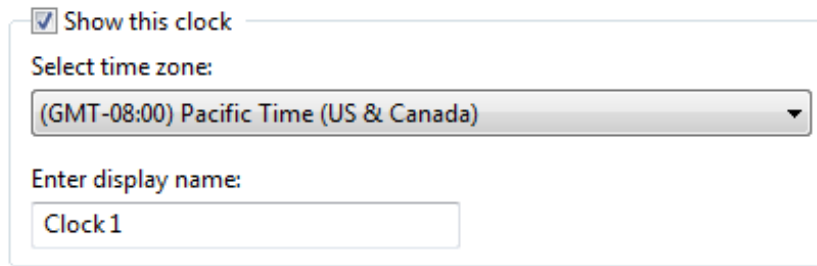 Show this clock
Select time zone:
(GMT-08:00) Pacific Time (US & Canada)
Enter display name:
Clock 1